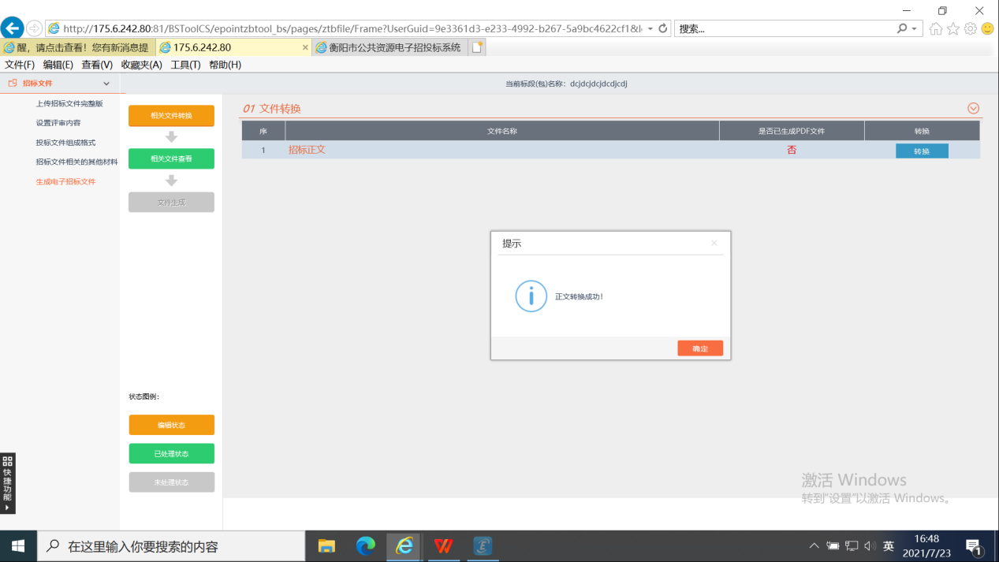 http://175.6.242.80:81/BSToolCS/epointzbtool_bs/pages/ztbfile/Frame?UserGuid=9e3361d3-e233-4992-b267-5a9bc4622cf18&l
搜索...
醒，请点击查看！您有新消息提
175.6.242.80
衡阳市公共资源电子招投标系统
文件(F) 编辑(E) 查看(V) 收藏夹(A) 工具(T) 帮助(H)
招标文件
当前标段(包)名称：dcjdcjdcjdcdjcdj
上传招标文件完整版
设置评审内容
投标文件组成格式
招标文件相关的其他材料
生成电子招标文件
相关文件转换
相关文件查看
文件生成
01 文件转换
序 文件名称 是否已生成PDF文件 转换
1 招标正文 否 转换
提示
正文转换成功！
确定
状态图例：
编辑状态
已处理状态
未处理状态
快捷功能
激活 Windows
转到“设置”以激活 Windows。
在这里输入你要搜索的内容
英
16:48
2021/7/23
1